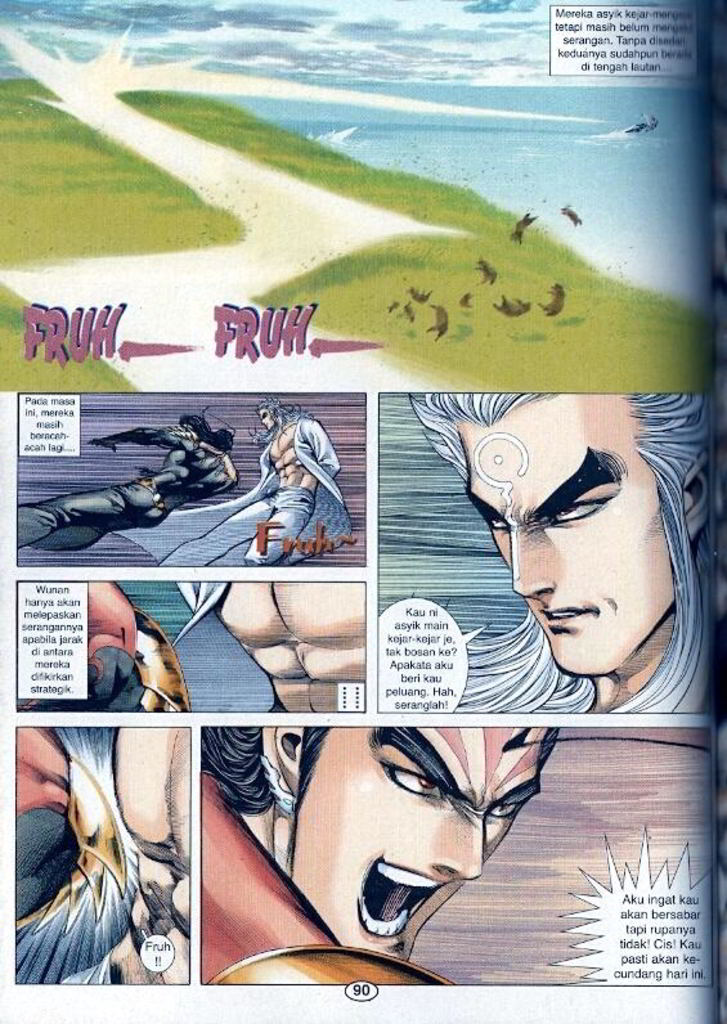 Mereka asyik kejar-mengejar
tetapi masih belum
serangan. Tanpa disedari
keduanya sudahpun berada
di tengah lautan....
FRUH
FRUH
Pada masa
ini, mereka
masih
beracah-
acah lagi....
Fruh~
Kau ni
asyik main
kejar-kejar je,
tak bosan ke?
Apakata aku
beri kau
peluang. Hah,
seranglah!
Wunan
hanya akan
melepaskan
serangannya
apabila jarak
di antara
mereka
difikirkan
strategik.
Fruh
!!
Aku ingat kau
akan bersabar
tapi rupanya
tidak! Cis! Kau
pasti akan ke-
cundang hari ini.
90